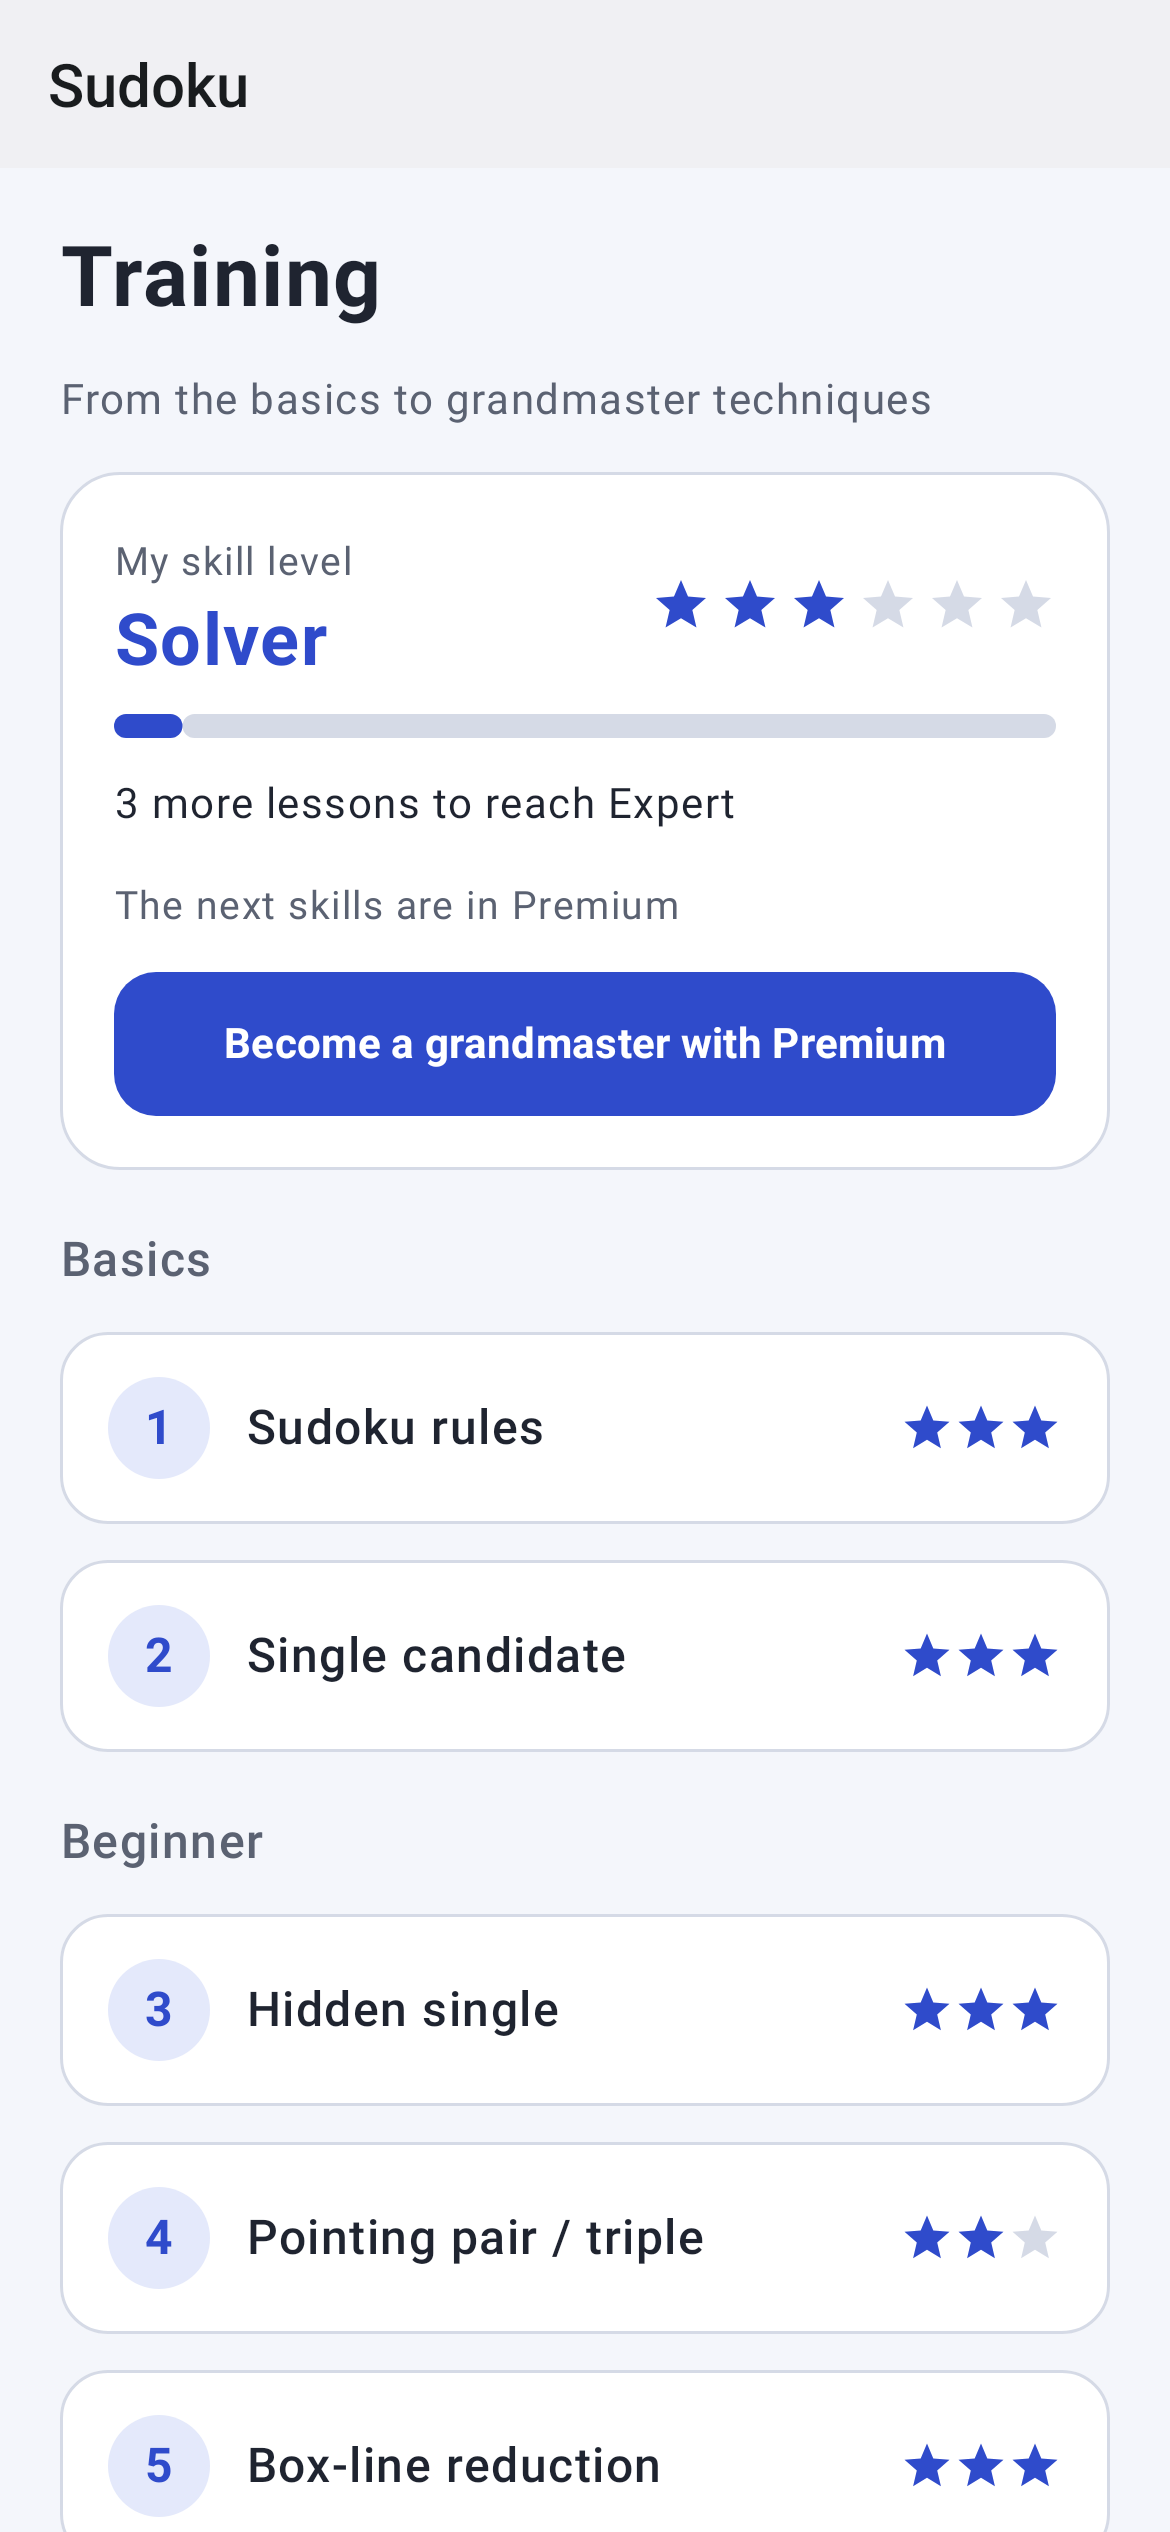 Sudoku
Training
From the basics to grandmaster techniques
My skill level
Solver
3 more lessons to reach Expert
The next skills are in Premium
Become a grandmaster with Premium
Basics
1 Sudoku rules
2 Single candidate
Beginner
3 Hidden single
4 Pointing pair / triple
5 Box-line reduction